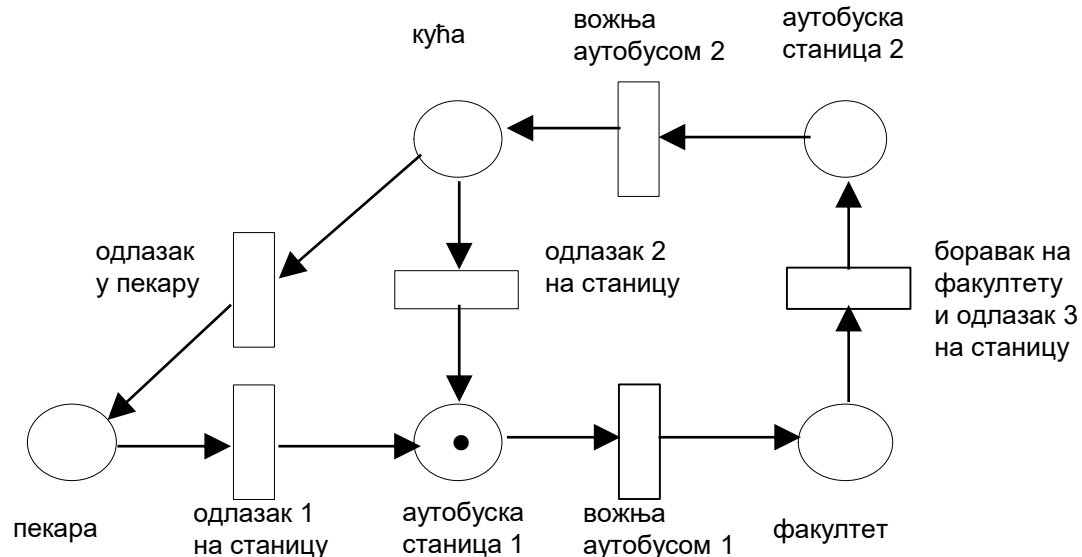 кућа
вожња
аутобусом 2
аутобуска
станица 2
одлазак
у пекару
одлазак 2
на станицу
боравак на
факултету
и одлазак 3
на станицу
пекара
одлазак 1
на станицу
аутобуска
станица 1
вожња
аутобусом 1
факултет